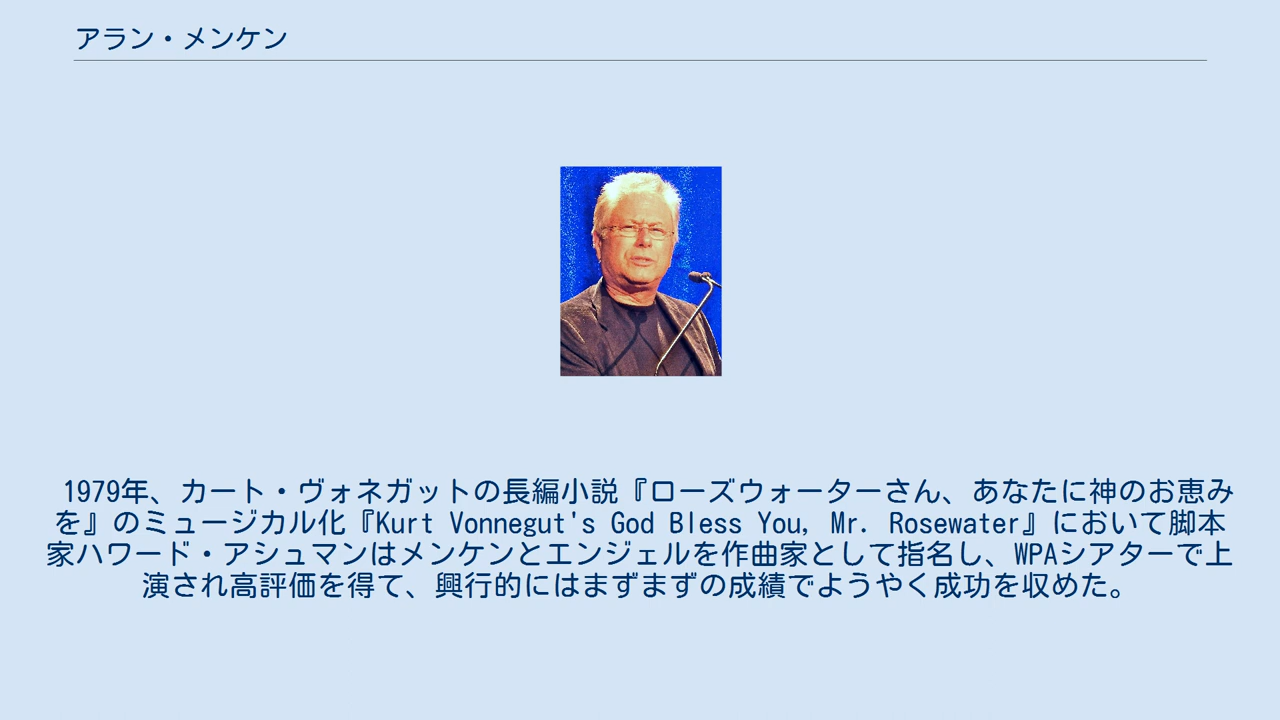 アラン・メンケン
1979年、カート・ヴォネガットの長編小説『ローズウォーターさん、あなたに神のお恵み
を』のミュージカル化『Kurt Vonnegut's God Bless You, Mr. Rosewater』において脚本
家ハワード・アシュマンはメンケンとエンジェルを作曲家として指名し、WPAシアターで上
演され高評価を得て、興行的にはまずまずの成績でようやく成功を収めた。